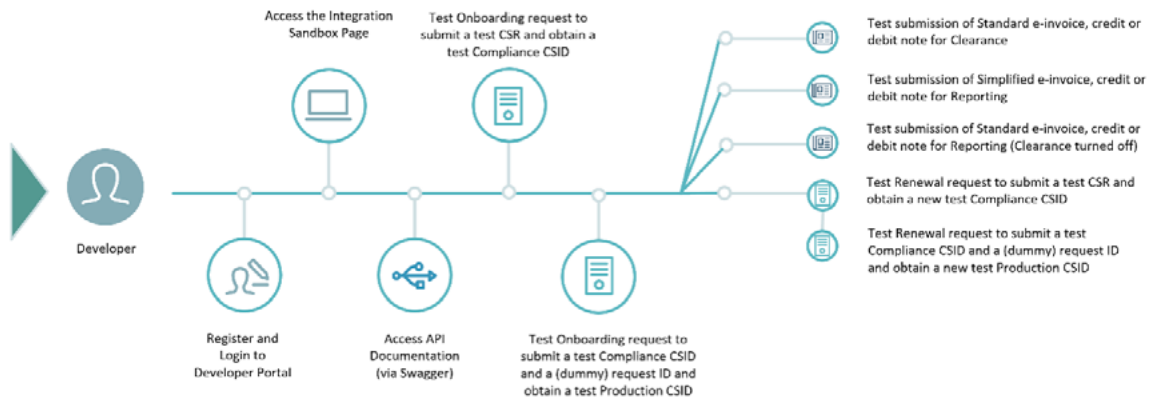 Developer
Register and
Login to
Developer Portal
Access the Integration
Sandbox Page
Access API
Documentation
(via Swagger)
Test Onboarding request to
submit a test CSR and obtain a
test Compliance CSID
Test Onboarding request to
submit a test Compliance CSID
and a (dummy) request ID and
obtain a test Production CSID
Test submission of Standard e-invoice, credit or
debit note for Clearance
Test submission of Simplified e-invoice, credit or
debit note for Reporting
Test submission of Standard e-invoice, credit or
debit note for Reporting (Clearance turned off)
Test Renewal request to submit a test CSR and
obtain a new test Compliance CSID
Test Renewal request to submit a test
Compliance CSID and a (dummy) request ID
and obtain a new test Production CSID